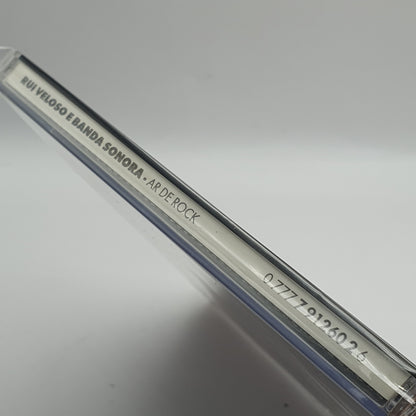 RUI VELOSO E BANDA SONORA • AR DE ROCK 0 777 7 91260 2 6